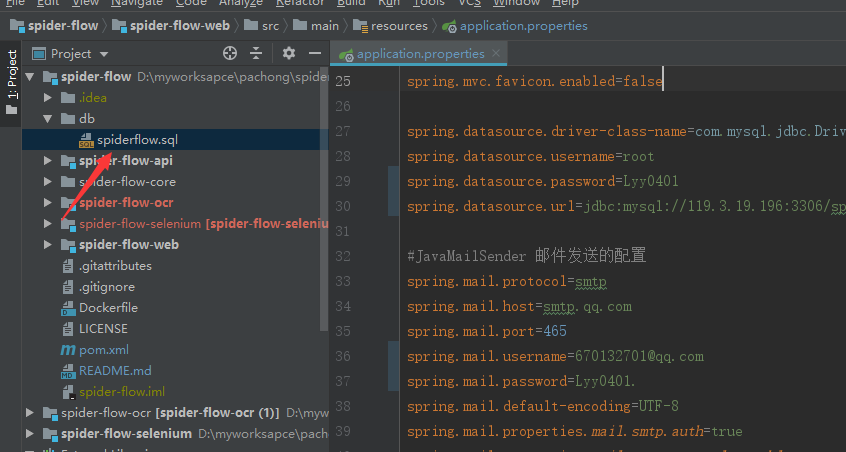 Edit View Navigate Code Analyze Refactor Build Run Tools VCS Window Help
spider-flow spider-flow-web src main resources application.properties
1: Project
Project
application.properties
spider-flow D:\myworksapce\pachong\spide
.idea
db
spiderflow.sql
spider-flow-api
spider-flow-core
spider-flow-ocr
spider-flow-selenium [spider-flow-seleniu
spider-flow-web
.gitattributes
.gitignore
Dockerfile
LICENSE
pom.xml
README.md
spider-flow.iml
spider-flow-ocr [spider-flow-ocr (1)] D:\myw
spider-flow-selenium D:\myworksapce\pach
25 spring.mvc.favicon.enabled=false
26
27 spring.datasource.driver-class-name=com.mysql.jdbc.Driv
28 spring.datasource.username=root
29 spring.datasource.password=Lyy0401
30 spring.datasource.url=jdbc:mysql://119.3.19.196:3306/sp
31
32 #JavaMailSender 邮件发送的配置
33 spring.mail.protocol=smtp
34 spring.mail.host=smtp.qq.com
35 spring.mail.port=465
36 spring.mail.username=670132701@qq.com
37 spring.mail.password=Lyy0401.
38 spring.mail.default-encoding=UTF-8
39 spring.mail.properties.mail.smtp.auth=true